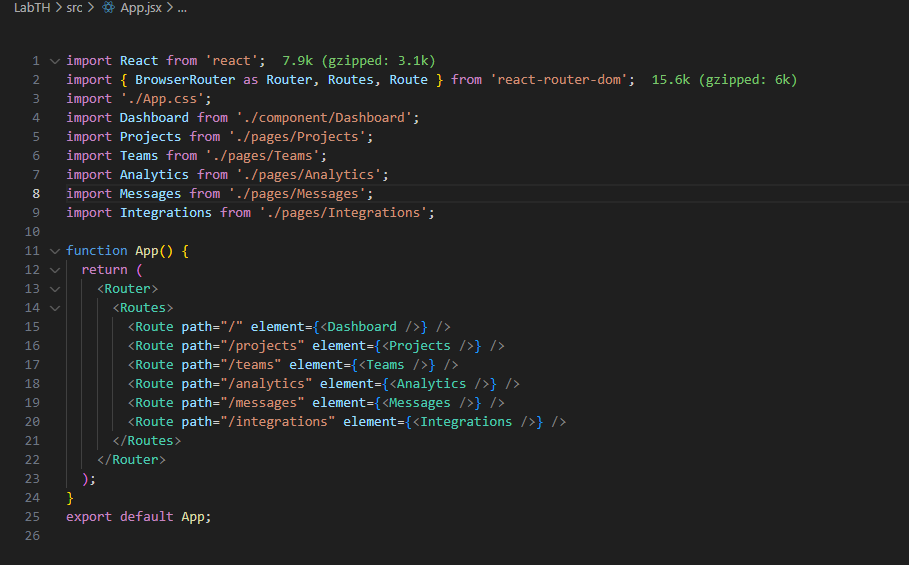 LabTH > src > App.jsx > ...
1 import React from 'react'; 7.9k (gzipped: 3.1k)
2 import { BrowserRouter as Router, Routes, Route } from 'react-router-dom'; 15.6k (gzipped: 6k)
3 import './App.css';
4 import Dashboard from './component/Dashboard';
5 import Projects from './pages/Projects';
6 import Teams from './pages/Teams';
7 import Analytics from './pages/Analytics';
8 import Messages from './pages/Messages';
9 import Integrations from './pages/Integrations';
10
11 function App() {
12   return (
13     <Router>
14       <Routes>
15         <Route path="/" element={<Dashboard />} />
16         <Route path="/projects" element={<Projects />} />
17         <Route path="/teams" element={<Teams />} />
18         <Route path="/analytics" element={<Analytics />} />
19         <Route path="/messages" element={<Messages />} />
20         <Route path="/integrations" element={<Integrations />} />
21       </Routes>
22     </Router>
23   );
24 }
25 export default App;
26